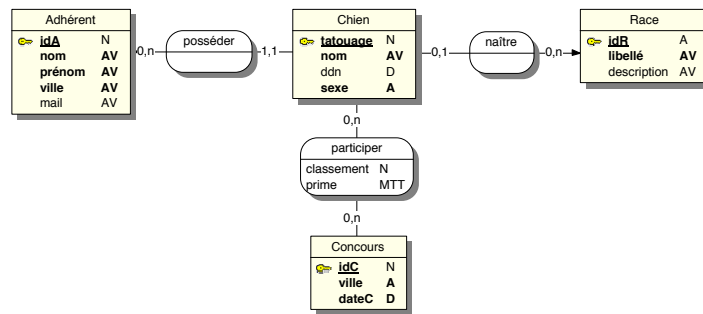 Adhérent
idA N
nom AV
prénom AV
ville AV
mail AV
0,n
posséder
1,1
Chien
tatouage N
nom AV
ddn D
sexe A
0,1
naître
0,n
Race
idR A
libellé AV
description AV
0,n
participer
classement N
prime MTT
0,n
Concours
idC N
ville A
dateC D